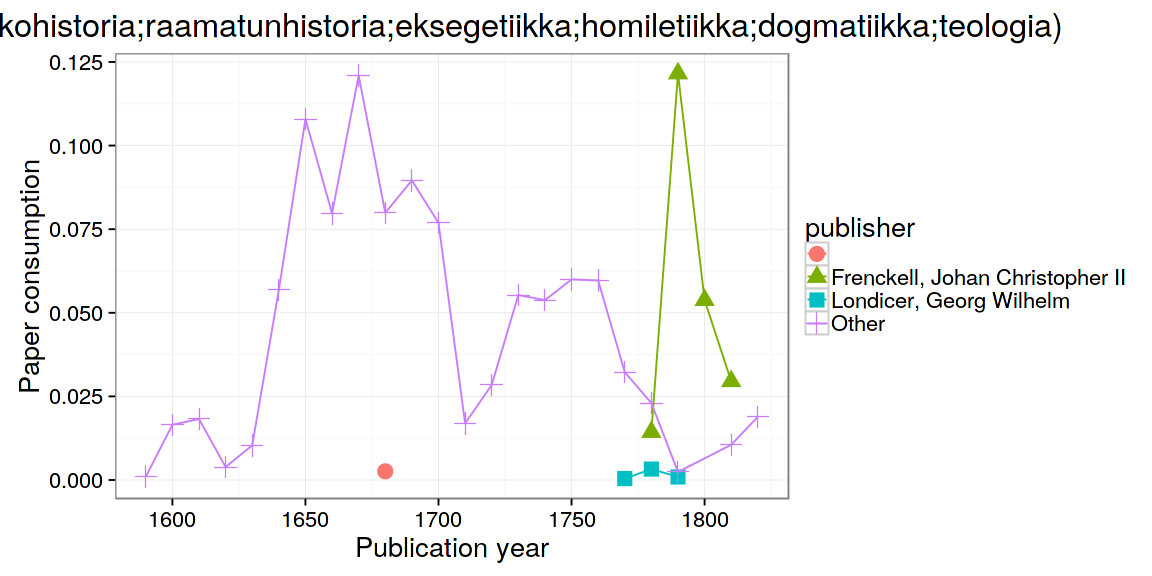 kohistoria;raamatunhistoria;eksegetiikka;homiletiikka;dogmatiikka;teologia)
0.125
0.100
0.075
0.050
0.025
0.000
Paper consumption
1600 1650 1700 1750 1800
Publication year
publisher
Frenckell, Johan Christopher II
Londicer, Georg Wilhelm
Other